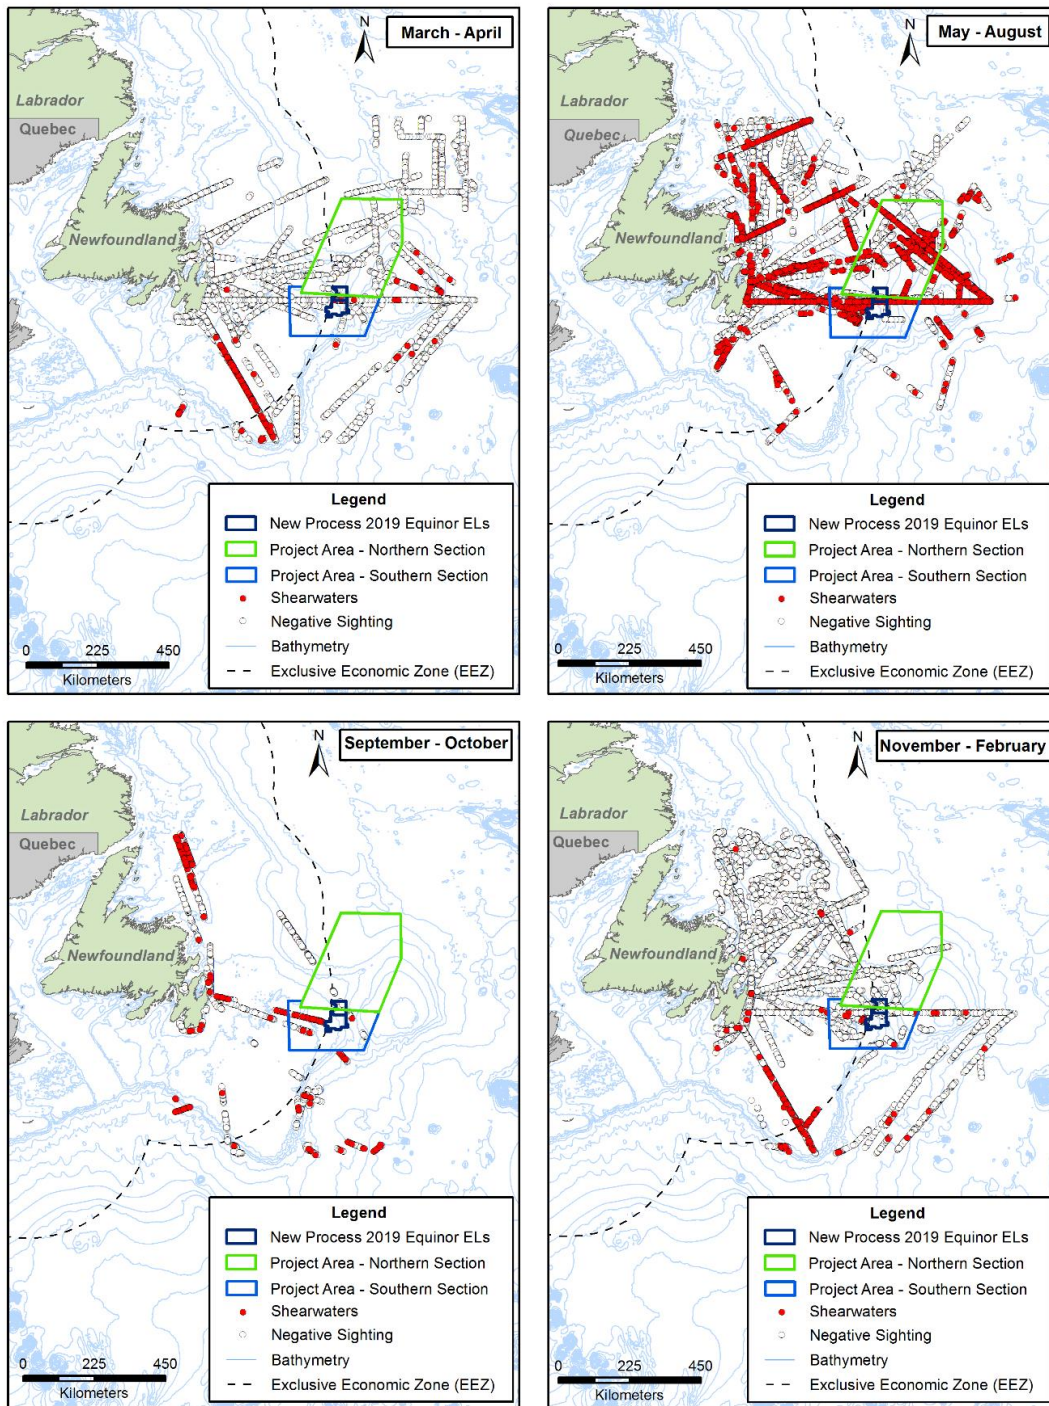 March - April
N
Labrador
Quebec
Newfoundland
Legend
New Process 2019 Equinor ELs
Project Area - Northern Section
Project Area - Southern Section
Shearwaters
Negative Sighting
Bathymetry
Exclusive Economic Zone (EEZ)
0 225 450
Kilometers
May - August
N
Labrador
Quebec
Newfoundland
Legend
New Process 2019 Equinor ELs
Project Area - Northern Section
Project Area - Southern Section
Shearwaters
Negative Sighting
Bathymetry
Exclusive Economic Zone (EEZ)
0 225 450
Kilometers
September - October
N
Labrador
Quebec
Newfoundland
Legend
New Process 2019 Equinor ELs
Project Area - Northern Section
Project Area - Southern Section
Shearwaters
Negative Sighting
Bathymetry
Exclusive Economic Zone (EEZ)
0 225 450
Kilometers
November - February
N
Labrador
Quebec
Newfoundland
Legend
New Process 2019 Equinor ELs
Project Area - Northern Section
Project Area - Southern Section
Shearwaters
Negative Sighting
Bathymetry
Exclusive Economic Zone (EEZ)
0 225 450
Kilometers